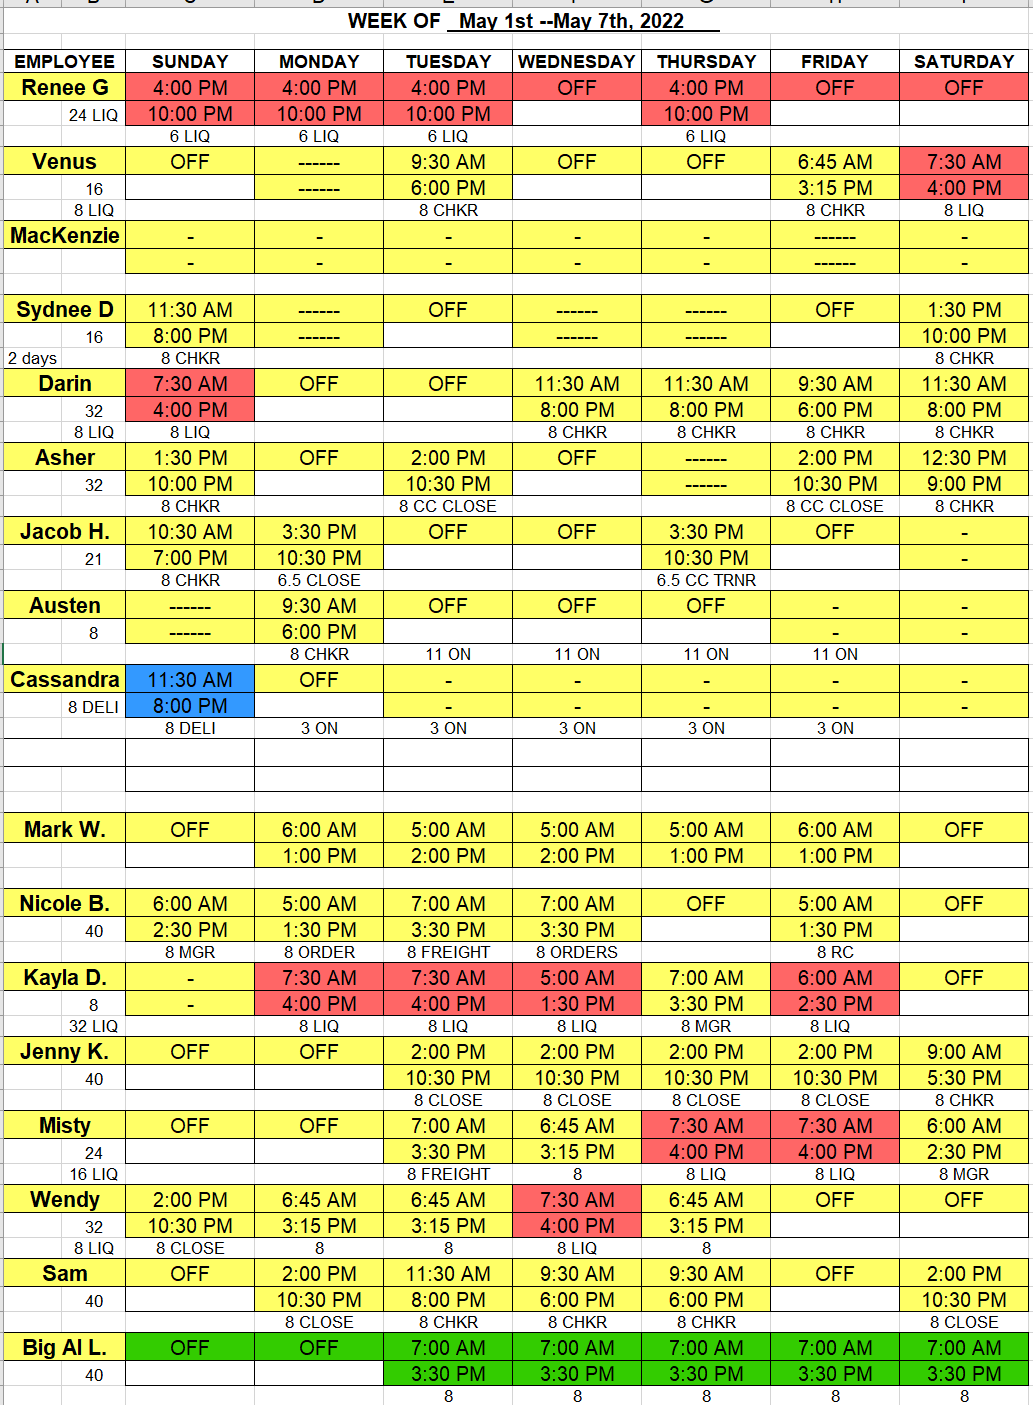 WEEK OF May 1st --May 7th, 2022
EMPLOYEE SUNDAY MONDAY TUESDAY WEDNESDAY THURSDAY FRIDAY SATURDAY
Renee G 4:00 PM 4:00 PM 4:00 PM OFF 4:00 PM OFF OFF
24 LIQ 10:00 PM 10:00 PM 10:00 PM 10:00 PM
6 LIQ 6 LIQ 6 LIQ 6 LIQ
Venus OFF ------ 9:30 AM OFF OFF 6:45 AM 7:30 AM
16 ------ 6:00 PM 3:15 PM 4:00 PM
8 LIQ 8 CHKR 8 CHKR 8 LIQ
MacKenzie - - - - - ------ -
- - - - - ------ -
Sydnee D 11:30 AM ------ OFF ------ ------ OFF 1:30 PM
16 8:00 PM ------ ------ ------ 10:00 PM
2 days 8 CHKR 8 CHKR
Darin 7:30 AM OFF OFF 11:30 AM 11:30 AM 9:30 AM 11:30 AM
32 4:00 PM 8:00 PM 8:00 PM 6:00 PM 8:00 PM
8 LIQ 8 LIQ 8 CHKR 8 CHKR 8 CHKR 8 CHKR
Asher 1:30 PM OFF 2:00 PM OFF ------ 2:00 PM 12:30 PM
32 10:00 PM 10:30 PM ------ 10:30 PM 9:00 PM
8 CHKR 8 CC CLOSE 8 CC CLOSE 8 CHKR
Jacob H. 10:30 AM 3:30 PM OFF OFF 3:30 PM OFF -
21 7:00 PM 10:30 PM 10:30 PM -
8 CHKR 6.5 CLOSE 6.5 CC TRNR
Austen ------ 9:30 AM OFF OFF OFF - -
8 ------ 6:00 PM - -
8 CHKR 11 ON 11 ON 11 ON 11 ON
Cassandra 11:30 AM OFF - - - - -
8 DELI 8:00 PM - - - - -
8 DELI 3 ON 3 ON 3 ON 3 ON 3 ON
Mark W. OFF 6:00 AM 5:00 AM 5:00 AM 5:00 AM 6:00 AM OFF
1:00 PM 2:00 PM 2:00 PM 1:00 PM 1:00 PM
Nicole B. 6:00 AM 5:00 AM 7:00 AM 7:00 AM OFF 5:00 AM OFF
40 2:30 PM 1:30 PM 3:30 PM 3:30 PM 1:30 PM
8 MGR 8 ORDER 8 FREIGHT 8 ORDERS 8 RC
Kayla D. - 7:30 AM 7:30 AM 5:00 AM 7:00 AM 6:00 AM OFF
8 - 4:00 PM 4:00 PM 1:30 PM 3:30 PM 2:30 PM
32 LIQ 8 LIQ 8 LIQ 8 LIQ 8 MGR 8 LIQ
Jenny K. OFF OFF 2:00 PM 2:00 PM 2:00 PM 2:00 PM 9:00 AM
40 10:30 PM 10:30 PM 10:30 PM 10:30 PM 5:30 PM
8 CLOSE 8 CLOSE 8 CLOSE 8 CLOSE 8 CHKR
Misty OFF OFF 7:00 AM 6:45 AM 7:30 AM 7:30 AM 6:00 AM
24 3:30 PM 3:15 PM 4:00 PM 4:00 PM 2:30 PM
16 LIQ 8 FREIGHT 8 8 LIQ 8 LIQ 8 MGR
Wendy 2:00 PM 6:45 AM 6:45 AM 7:30 AM 6:45 AM OFF OFF
32 10:30 PM 3:15 PM 3:15 PM 4:00 PM 3:15 PM
8 LIQ 8 CLOSE 8 8 8 LIQ 8
Sam OFF 2:00 PM 11:30 AM 9:30 AM 9:30 AM OFF 2:00 PM
40 10:30 PM 8:00 PM 6:00 PM 6:00 PM 10:30 PM
8 CLOSE 8 CHKR 8 CHKR 8 CHKR 8 CLOSE
Big Al L. OFF OFF 7:00 AM 7:00 AM 7:00 AM 7:00 AM 7:00 AM
40 3:30 PM 3:30 PM 3:30 PM 3:30 PM 3:30 PM
8 8 8 8 8